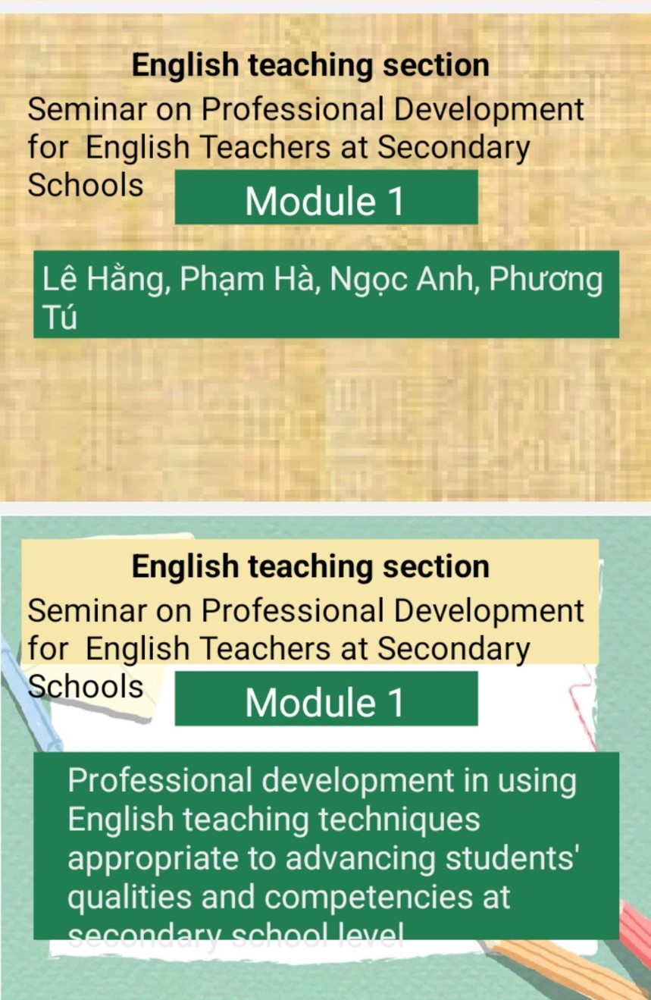 English teaching section
Seminar on Professional Development
for  English Teachers at Secondary
Schools
Module 1
Lê Hằng, Phạm Hà, Ngọc Anh, Phương
Tú
English teaching section
Seminar on Professional Development
for  English Teachers at Secondary
Schools
Module 1
Professional development in using
English teaching techniques
appropriate to advancing students'
qualities and competencies at
secondary school level